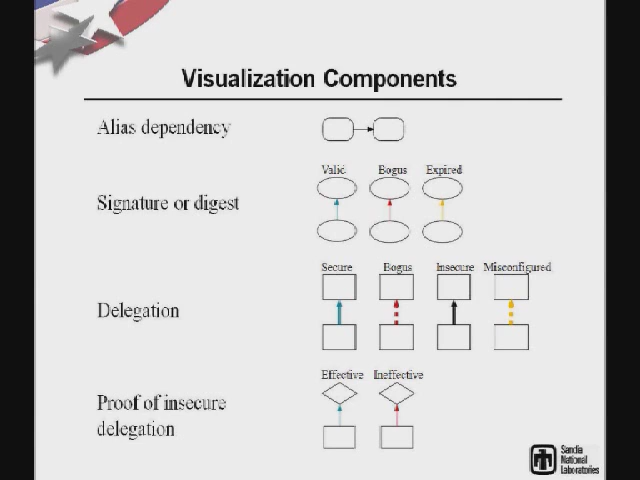 Visualization Components
Alias dependency
Signature or digest
Valid Bogus Expired
Delegation
Secure Bogus Insecure Misconfigured
Proof of insecure
delegation
Effective Ineffective
Sandia
National
Laboratories